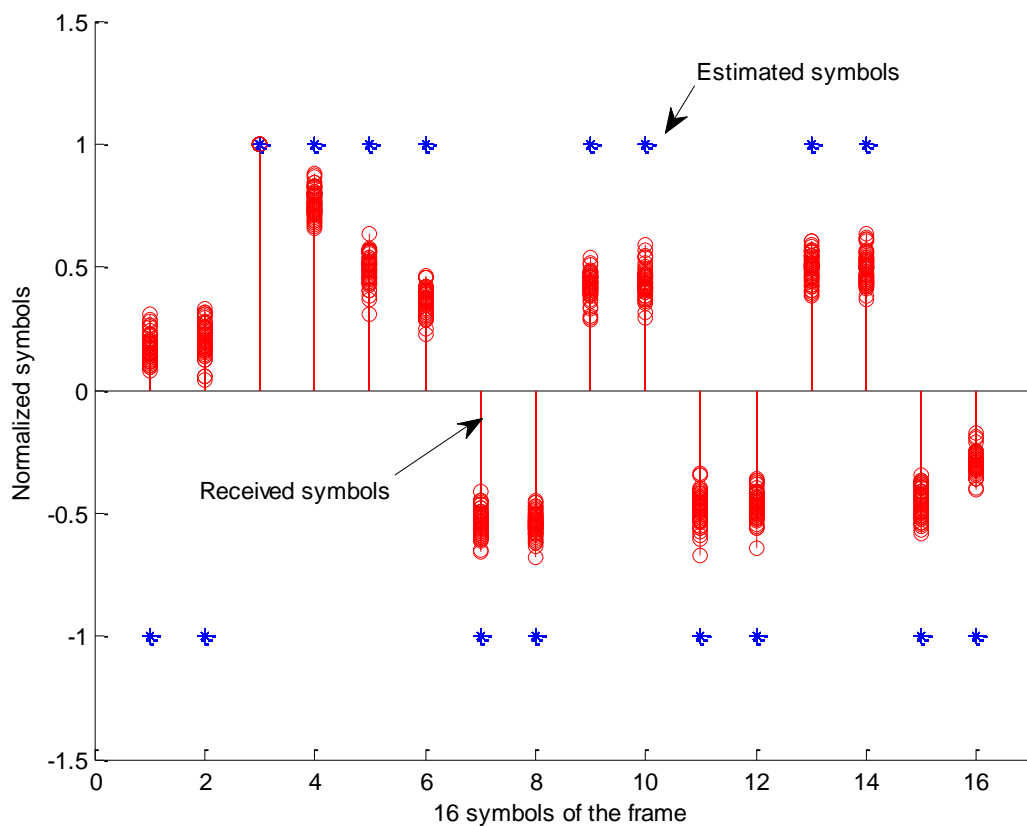 1.5
Estimated symbols
1
0.5
Normalized symbols
0
Received symbols
-0.5
-1
-1.5
0 2 4 6 8 10 12 14 16
16 symbols of the frame